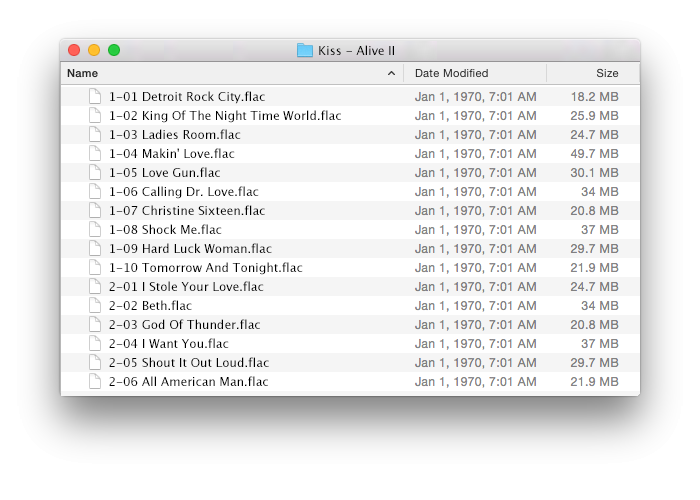 Kiss – Alive II
Name Date Modified Size
1-01 Detroit Rock City.flac Jan 1, 1970, 7:01 AM 18.2 MB
1-02 King Of The Night Time World.flac Jan 1, 1970, 7:01 AM 25.9 MB
1-03 Ladies Room.flac Jan 1, 1970, 7:01 AM 24.7 MB
1-04 Makin' Love.flac Jan 1, 1970, 7:01 AM 49.7 MB
1-05 Love Gun.flac Jan 1, 1970, 7:01 AM 30.1 MB
1-06 Calling Dr. Love.flac Jan 1, 1970, 7:01 AM 34 MB
1-07 Christine Sixteen.flac Jan 1, 1970, 7:01 AM 20.8 MB
1-08 Shock Me.flac Jan 1, 1970, 7:01 AM 37 MB
1-09 Hard Luck Woman.flac Jan 1, 1970, 7:01 AM 29.7 MB
1-10 Tomorrow And Tonight.flac Jan 1, 1970, 7:01 AM 21.9 MB
2-01 I Stole Your Love.flac Jan 1, 1970, 7:01 AM 24.7 MB
2-02 Beth.flac Jan 1, 1970, 7:01 AM 34 MB
2-03 God Of Thunder.flac Jan 1, 1970, 7:01 AM 20.8 MB
2-04 I Want You.flac Jan 1, 1970, 7:01 AM 37 MB
2-05 Shout It Out Loud.flac Jan 1, 1970, 7:01 AM 29.7 MB
2-06 All American Man.flac Jan 1, 1970, 7:01 AM 21.9 MB